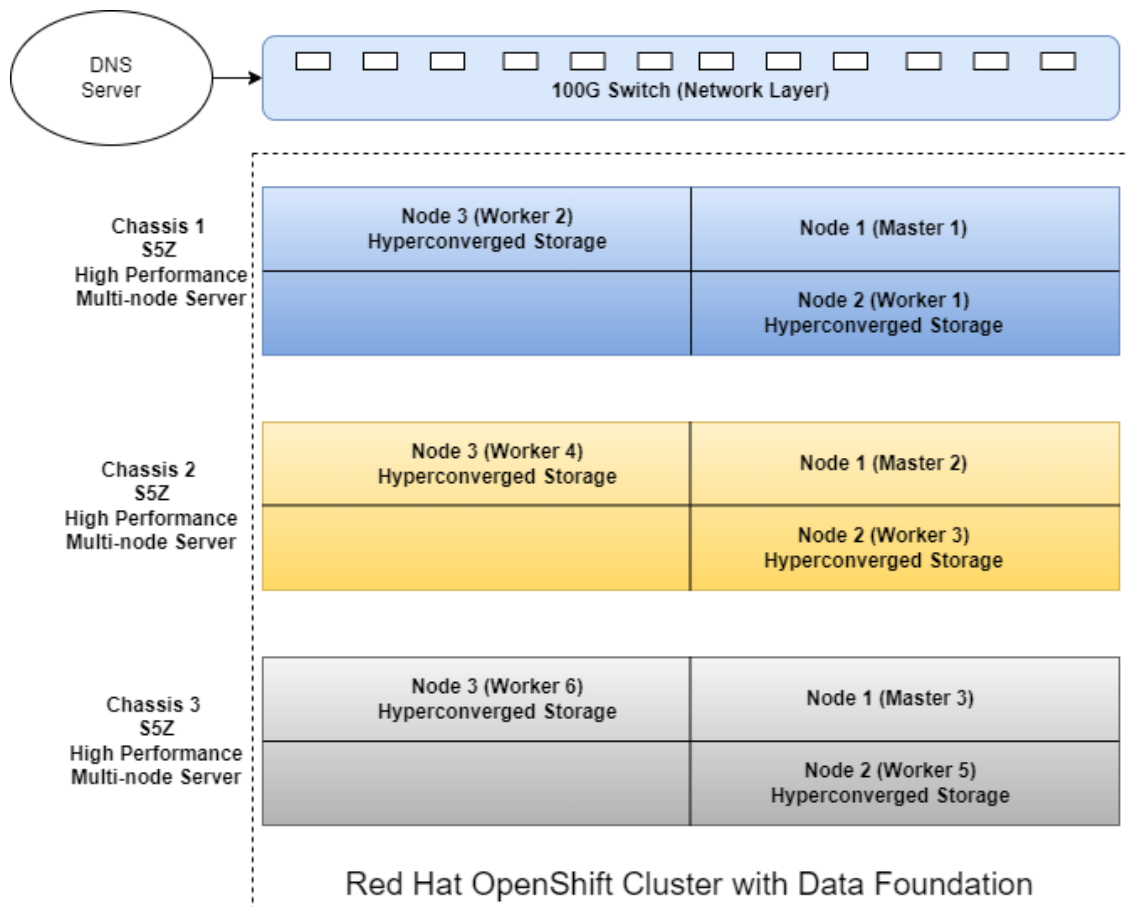 DNS
Server
100G Switch (Network Layer)
Chassis 1
S5Z
High Performance
Multi-node Server
Node 3 (Worker 2)
Hyperconverged Storage
Node 1 (Master 1)
Node 2 (Worker 1)
Hyperconverged Storage
Chassis 2
S5Z
High Performance
Multi-node Server
Node 3 (Worker 4)
Hyperconverged Storage
Node 1 (Master 2)
Node 2 (Worker 3)
Hyperconverged Storage
Chassis 3
S5Z
High Performance
Multi-node Server
Node 3 (Worker 6)
Hyperconverged Storage
Node 1 (Master 3)
Node 2 (Worker 5)
Hyperconverged Storage
Red Hat OpenShift Cluster with Data Foundation